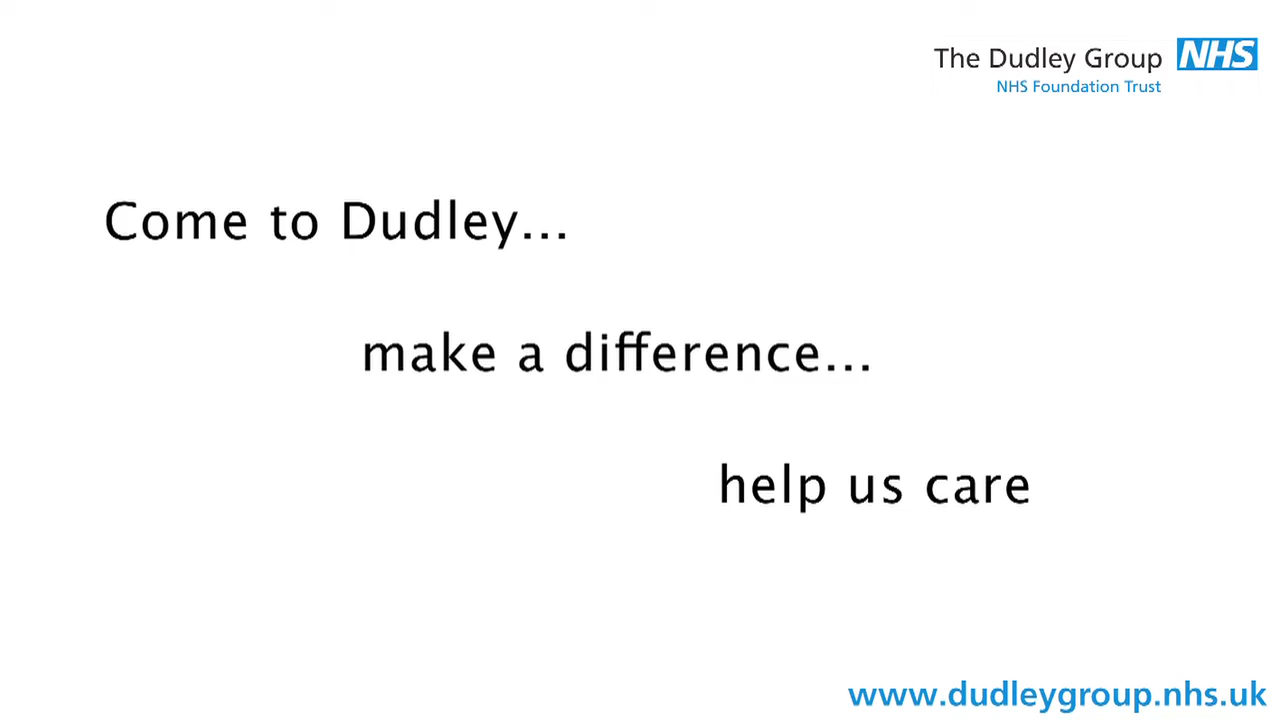 The Dudley Group NHS
NHS Foundation Trust
Come to Dudley...
make a difference...
help us care
www.dudleygroup.nhs.uk